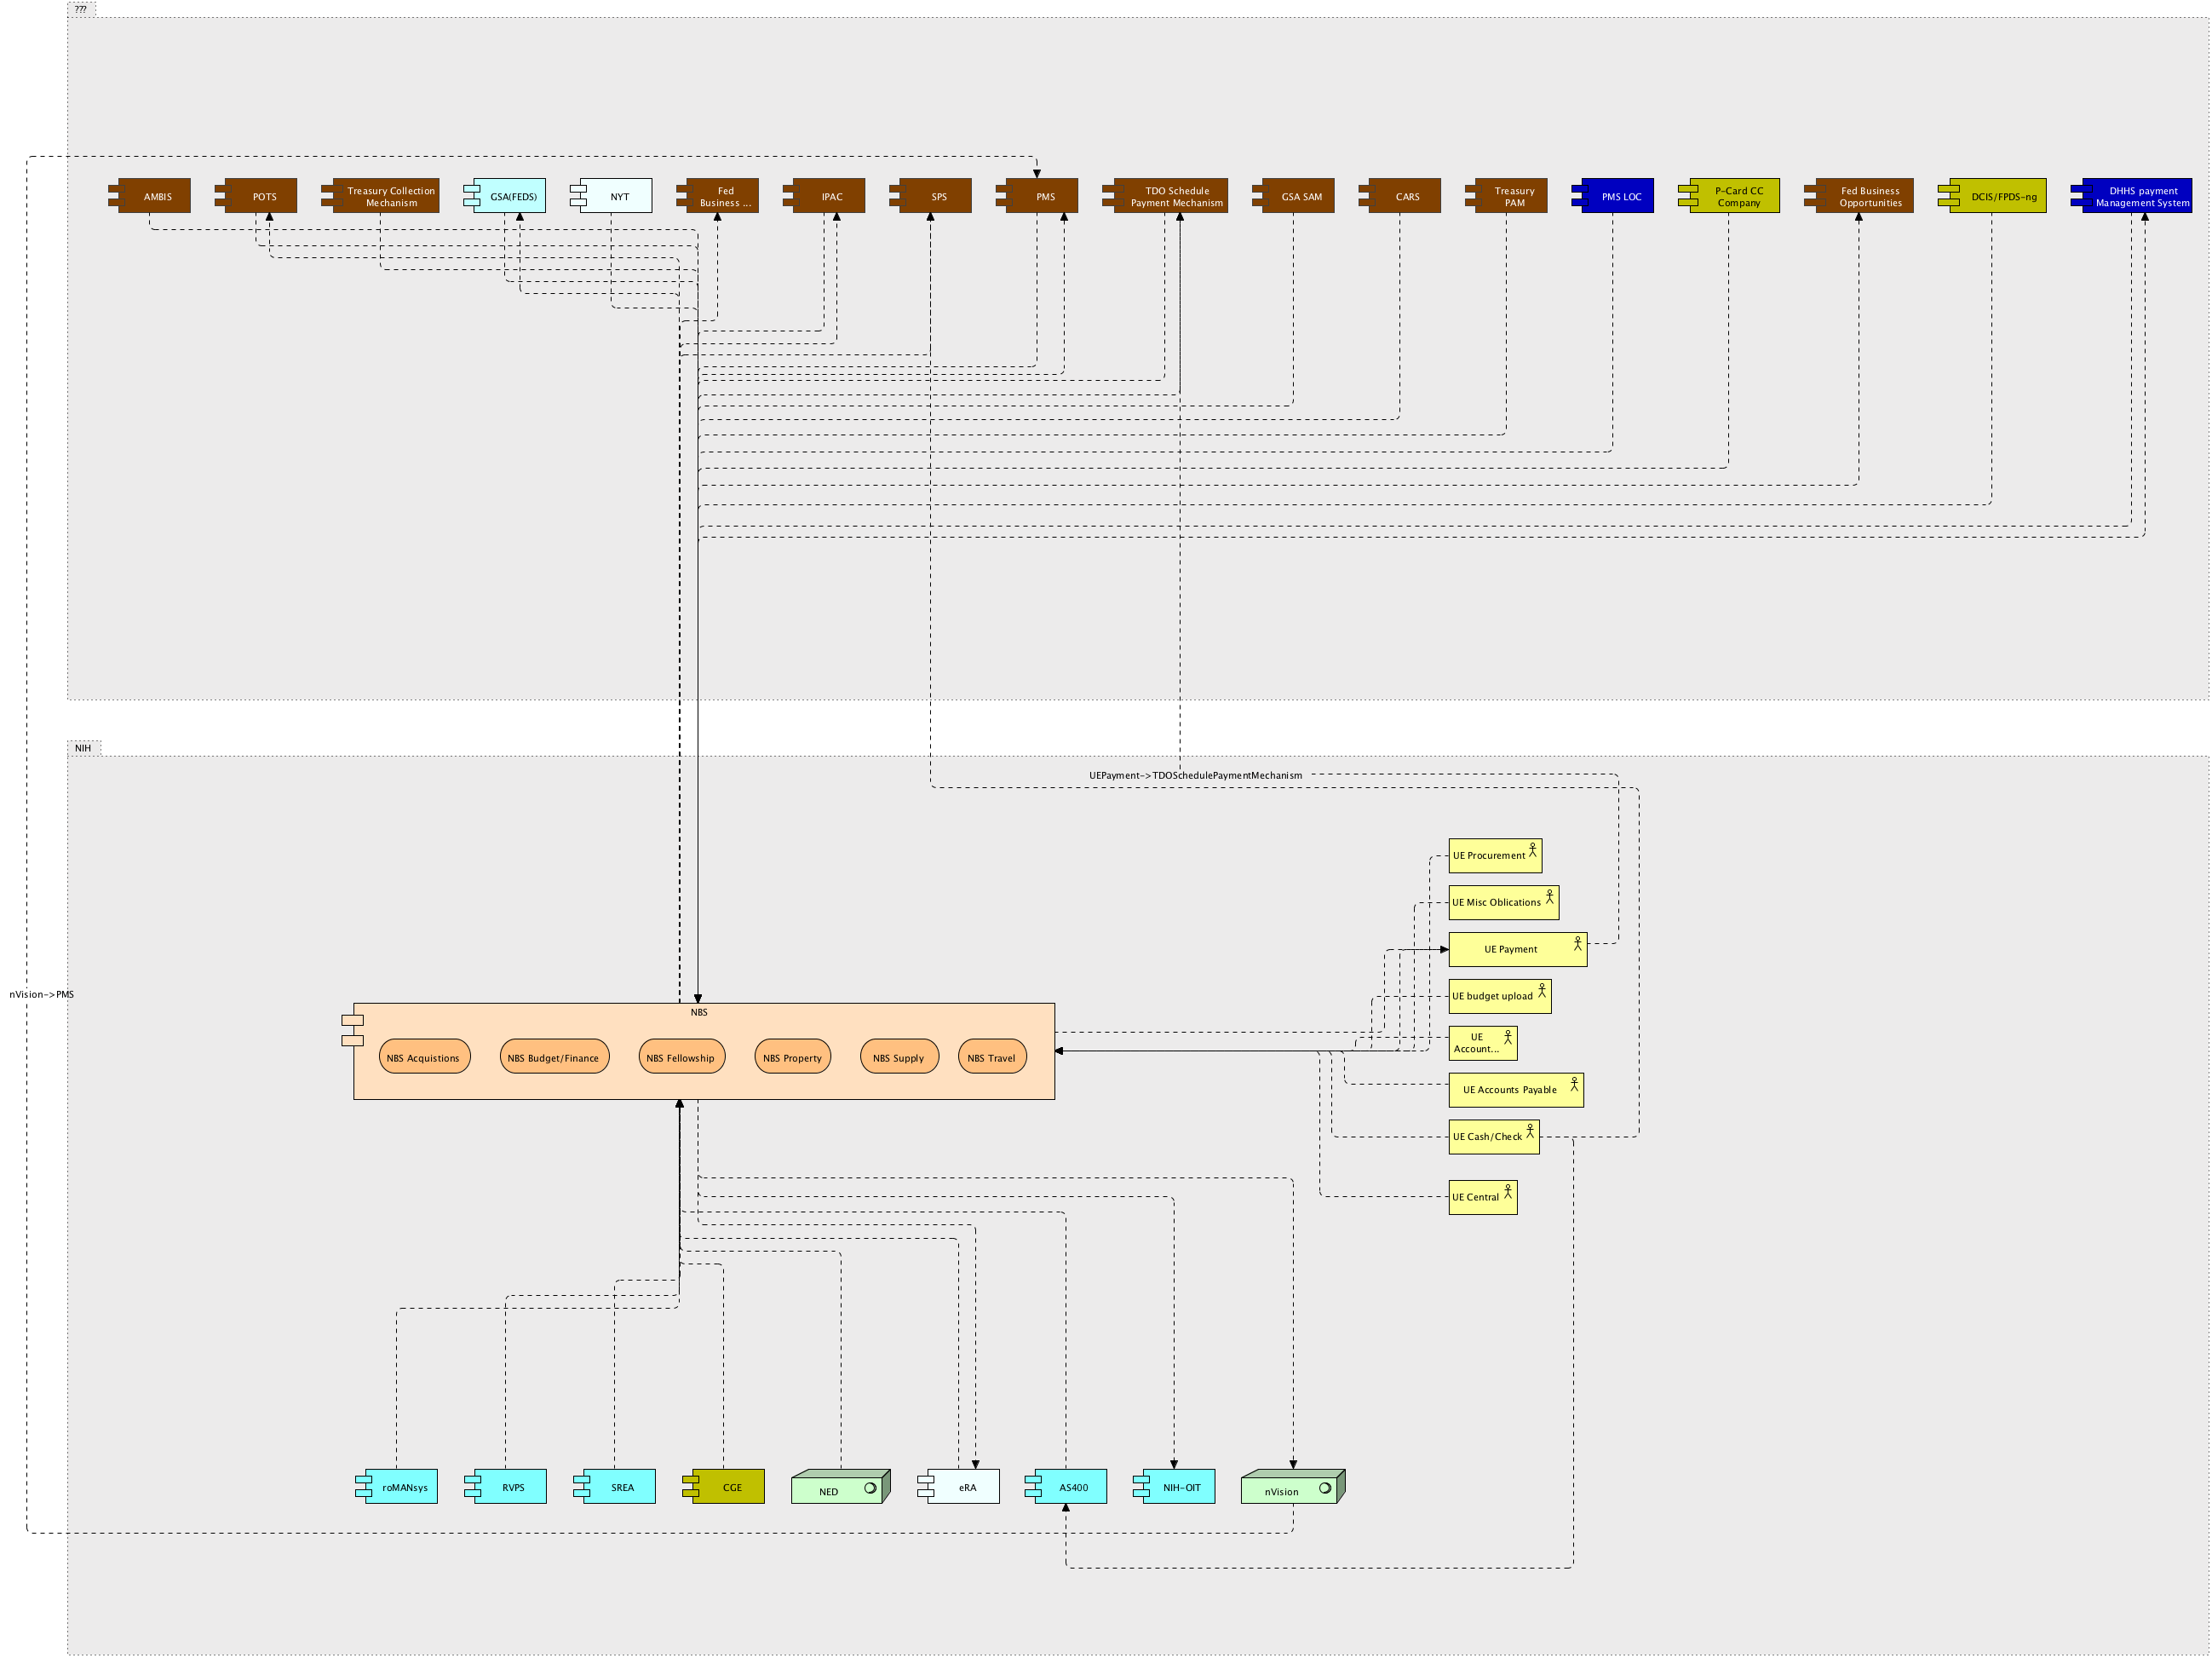 ???
AMBIS
POTS
Treasury Collection
Mechanism
GSA(FEDS)
NYT
Fed
Business ...
IPAC
SPS
PMS
TDO Schedule
Payment Mechanism
GSA SAM
CARS
Treasury
PAM
PMS LOC
P-Card CC
Company
Fed Business
Opportunities
DCIS/FPDS-ng
DHHS payment
Management System
NIH
UEPayment->TDOSchedulePaymentMechanism
UE Procurement
UE Misc Oblications
UE Payment
UE budget upload
UE
Account...
UE Accounts Payable
UE Cash/Check
UE Central
nVision->PMS
NBS
NBS Acquistions
NBS Budget/Finance
NBS Fellowship
NBS Property
NBS Supply
NBS Travel
roMANsys
RVPS
SREA
CGE
NED
eRA
AS400
NIH-OIT
nVision